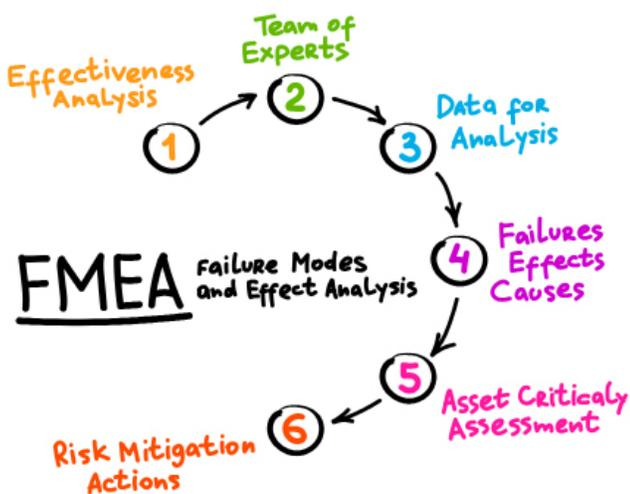 Effectiveness
Analysis
1
Team of
Experts
2
Data for
Analysis
3
Failures
Effects
Causes
4
FMEA
Failure Modes
and Effect Analysis
5
Asset Criticaly
Assessment
6
Risk Mitigation
Actions